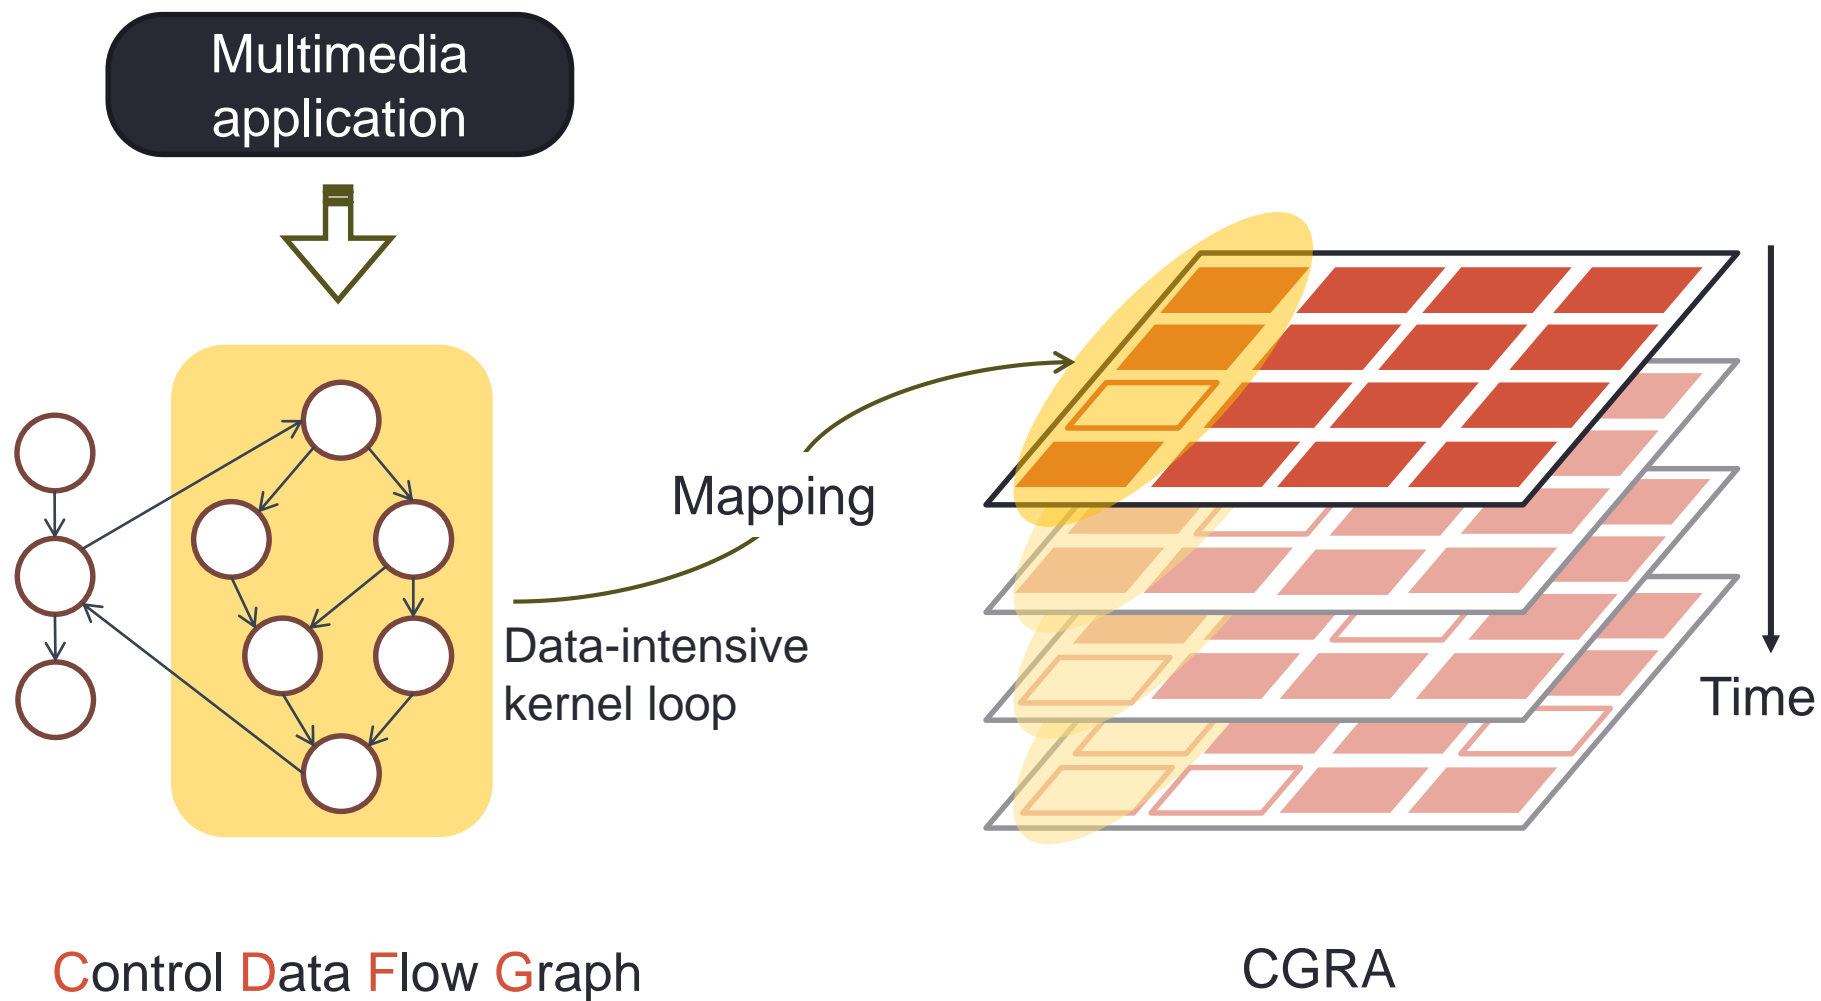 Multimedia
application
Mapping
Data-intensive
kernel loop
Time
Control Data Flow Graph
CGRA